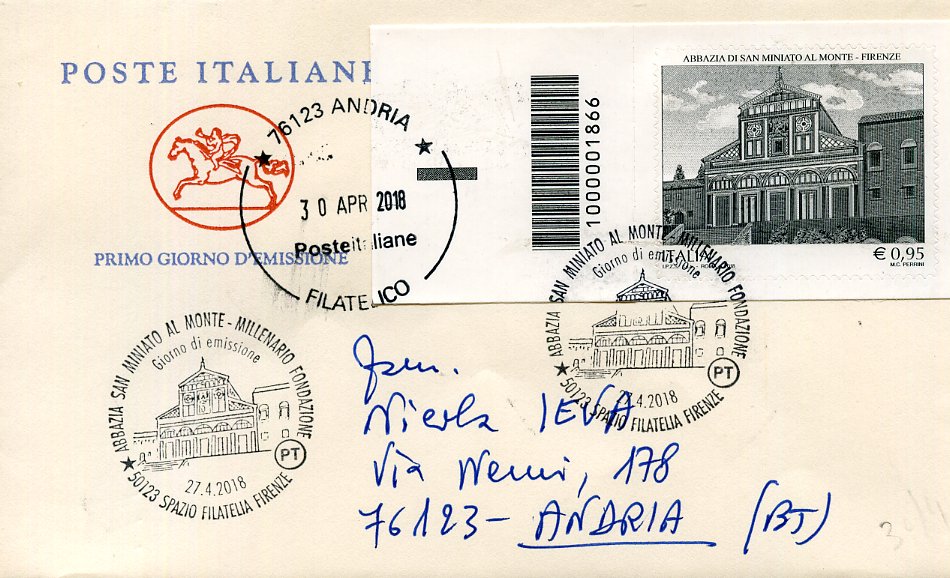 POSTE ITALIANE
PRIMO GIORNO D'EMISSIONE
76123 ANDRIA
30 APR 2018
Posteitaliane
FILATELICO
1000001866
ABBAZIA DI SAN MINIATO AL MONTE - FIRENZE
ITALIA
€ 0,95
M.C. PERRINI
ABBAZIA SAN MINIATO AL MONTE - MILLENARIO FONDAZIONE
Giorno di emissione
PT
27.4.2018
50123 SPAZIO FILATELIA FIRENZE
ABBAZIA SAN MINIATO AL MONTE - MILLENARIO FONDAZIONE
Giorno di emissione
PT
27.4.2018
50123 SPAZIO FILATELIA FIRENZE
Nicola IEVA
Via Nenni, 178
76123 - ANDRIA (BT)